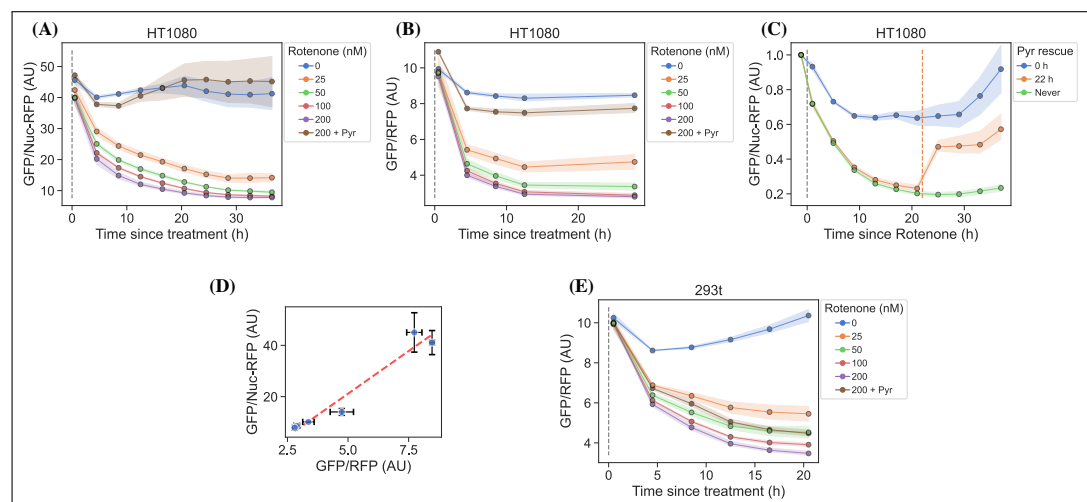 (A)
HT1080
GFP/Nuc-RFP (AU)
50
40
30
20
10
0
10
20
30
Time since treatment (h)
Rotenone (nM)
0
25
50
100
200
200 + Pyr
(B)
HT1080
GFP/RFP (AU)
10
8
6
4
0
10
20
Time since treatment (h)
Rotenone (nM)
0
25
50
100
200
200 + Pyr
(C)
HT1080
GFP/Nuc-RFP (AU)
1.0
0.8
0.6
0.4
0.2
0
10
20
30
Time since Rotenone (h)
Pyr rescue
0 h
22 h
Never
(D)
GFP/Nuc-RFP (AU)
40
20
2.5
5.0
7.5
GFP/RFP (AU)
(E)
293t
GFP/RFP (AU)
10
8
6
4
0
5
10
15
20
Time since treatment (h)
Rotenone (nM)
0
25
50
100
200
200 + Pyr